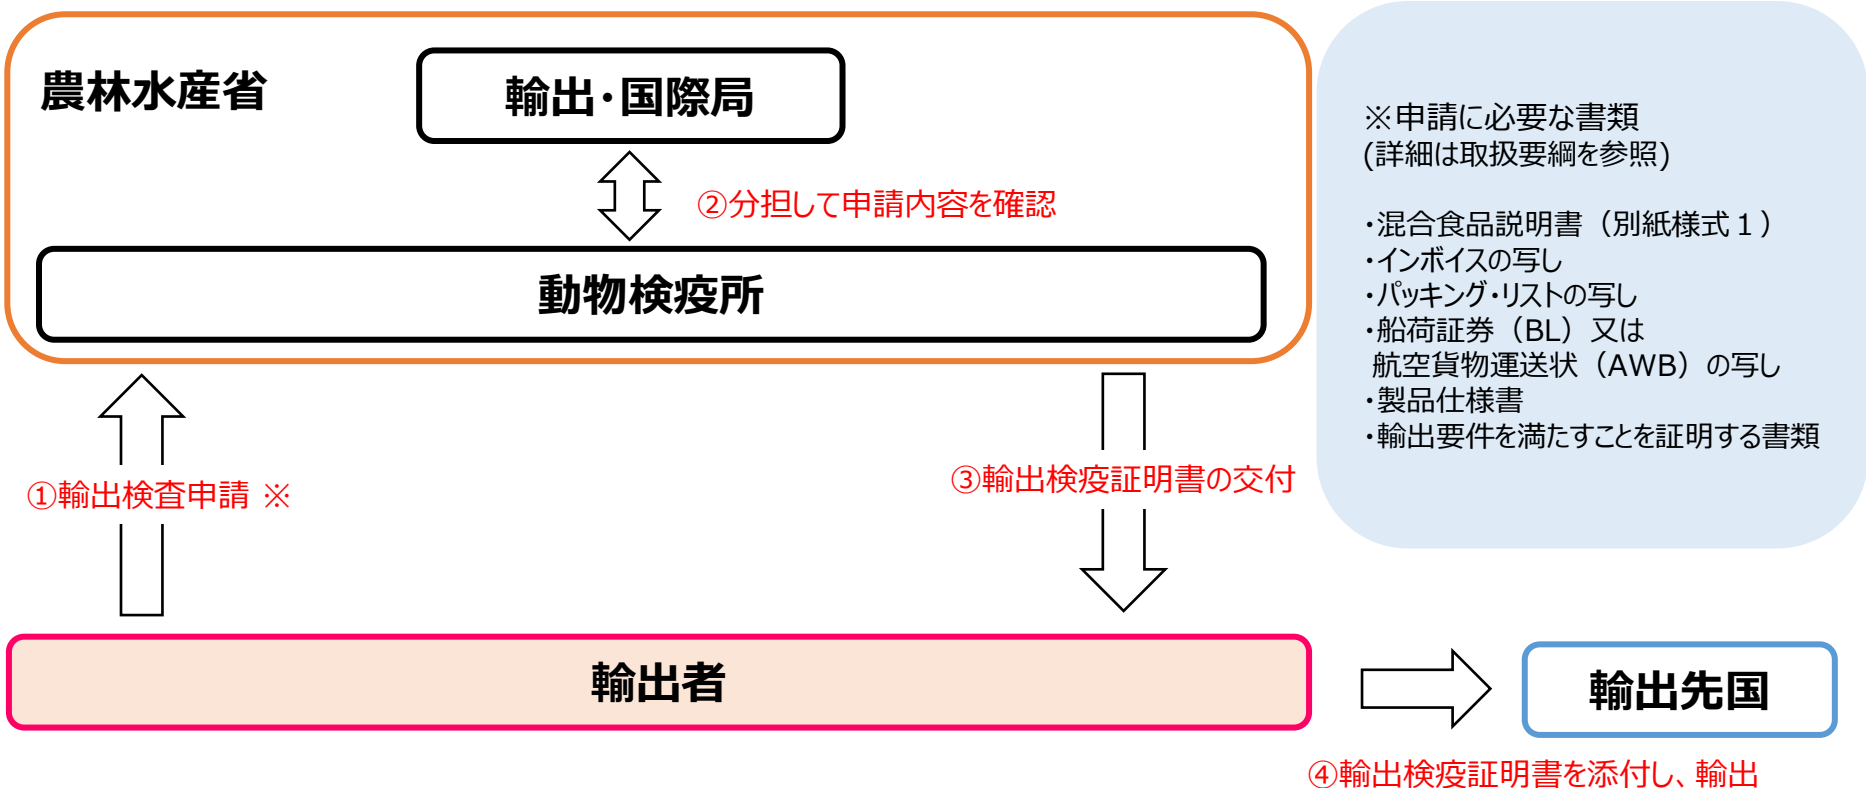 農林水産省
輸出・国際局
②分担して申請内容を確認
動物検疫所
①輸出検査申請 ※
③輸出検疫証明書の交付
輸出者
輸出先国
④輸出検疫証明書を添付し、輸出
※申請に必要な書類
(詳細は取扱要綱を参照)
・混合食品説明書（別紙様式１）
・インボイスの写し
・パッキング・リストの写し
・船荷証券（BL）又は
航空貨物運送状（AWB）の写し
・製品仕様書
・輸出要件を満たすことを証明する書類